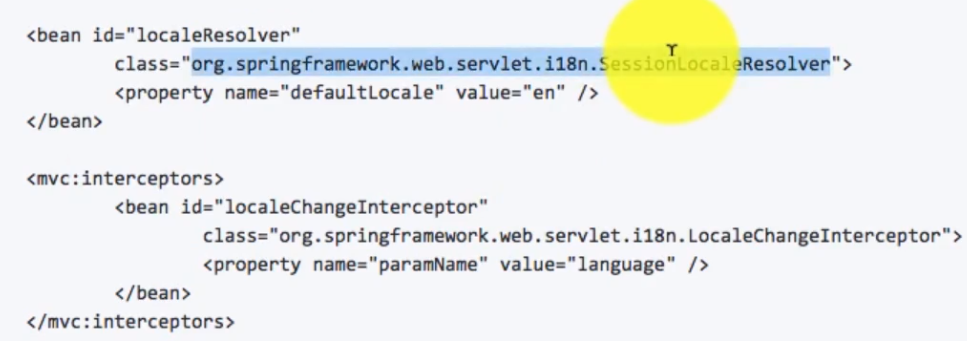 <bean id="localeResolver"
class="org.springframework.web.servlet.i18n.SessionLocaleResolver">
<property name="defaultLocale" value="en" />
</bean>
<mvc:interceptors>
<bean id="localeChangeInterceptor"
class="org.springframework.web.servlet.i18n.LocaleChangeInterceptor">
<property name="paramName" value="language" />
</bean>
</mvc:interceptors>